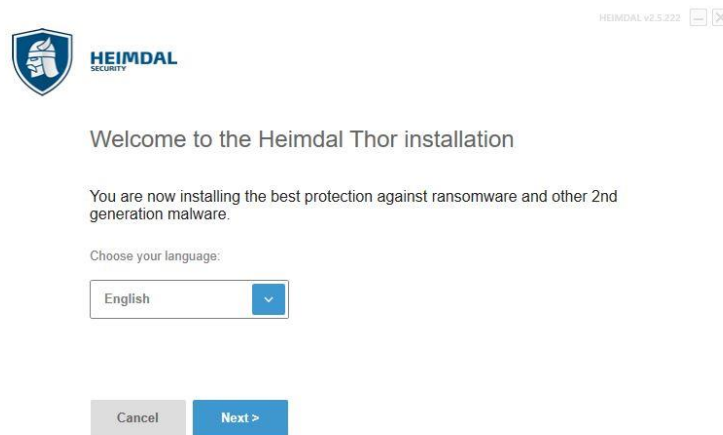 HEIMDAL v2.5.222
HEIMDAL
SECURITY
Welcome to the Heimdal Thor installation
You are now installing the best protection against ransomware and other 2nd
generation malware.
Choose your language:
English
Cancel
Next >